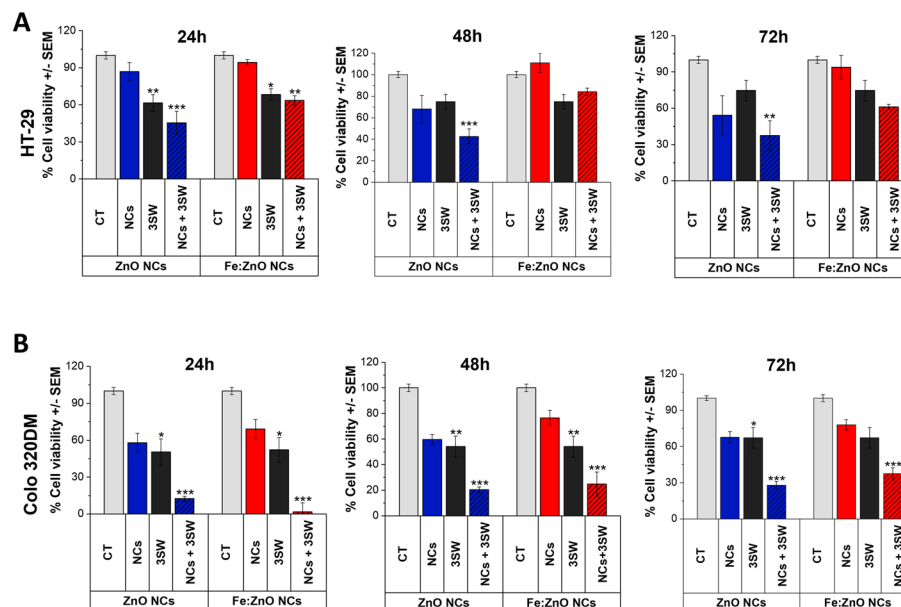 A
HT-29
24h
% Cell viability +/- SEM
120
90
60
30
0
**
***
*
**
CT
NCs
3SW
NCs + 3SW
CT
NCs
3SW
NCs + 3SW
ZnO NCs
Fe:ZnO NCs
48h
% Cell viability +/- SEM
120
100
80
60
40
20
0
***
CT
NCs
3SW
NCs + 3SW
CT
NCs
3SW
NCs + 3SW
ZnO NCs
Fe:ZnO NCs
72h
% Cell viability +/- SEM
120
90
60
30
0
**
CT
NCs
3SW
NCs + 3SW
CT
NCs
3SW
NCs + 3SW
ZnO NCs
Fe:ZnO NCs
B
Colo 320DM
24h
% Cell viability +/- SEM
120
90
60
30
0
*
***
*
***
CT
NCs
3SW
NCs + 3SW
CT
NCs
3SW
NCs + 3SW
ZnO NCs
Fe:ZnO NCs
48h
% Cell viability +/- SEM
120
100
80
60
40
20
0
**
***
**
***
CT
NCs
3SW
NCs + 3SW
CT
NCs
3SW
NCs+3SW
ZnO NCs
Fe:ZnO NCs
72h
% Cell viability +/- SEM
120
90
60
30
0
*
***
***
CT
NCs
3SW
NCs + 3SW
CT
NCs
3SW
NCs + 3SW
ZnO NCs
Fe:ZnO NCs